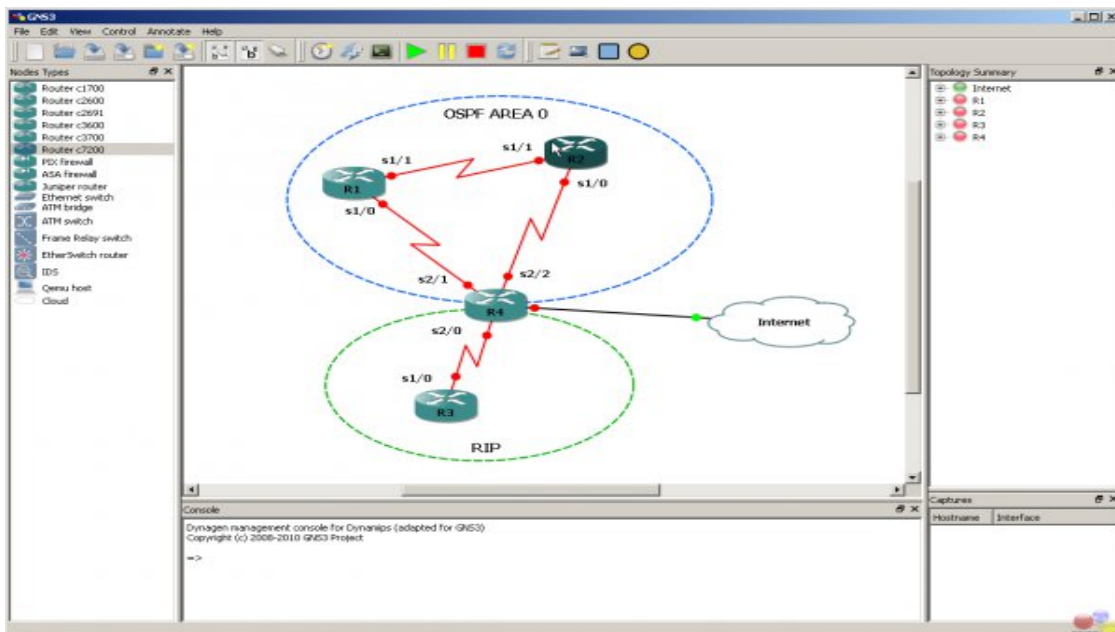 GNS3
File Edit View Control Annotate Help
Nodes Types
Router c1700
Router c2600
Router c2691
Router c3600
Router c3700
Router c7200
PIX firewall
ASA firewall
Juniper router
Ethernet switch
ATM bridge
ATM switch
Frame Relay switch
EtherSwitch router
IDS
Qemu host
Cloud
OSPF AREA 0
s1/1
s1/1
R2
R1
s1/0
s1/0
s2/1
s2/2
R4
Internet
s2/0
s1/0
R3
RIP
Topology Summary
Internet
R1
R2
R3
R4
Console
Dynagen management console for Dynamips (adapted for GNS3)
Copyright (c) 2008-2010 GNS3 Project
=>
Captures
Hostname Interface